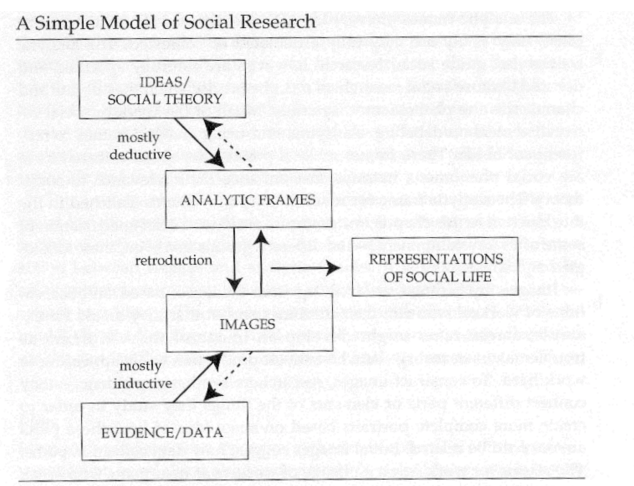 A Simple Model of Social Research
IDEAS/
SOCIAL THEORY
mostly
deductive
ANALYTIC FRAMES
retroduction
REPRESENTATIONS
OF SOCIAL LIFE
IMAGES
mostly
inductive
EVIDENCE/DATA